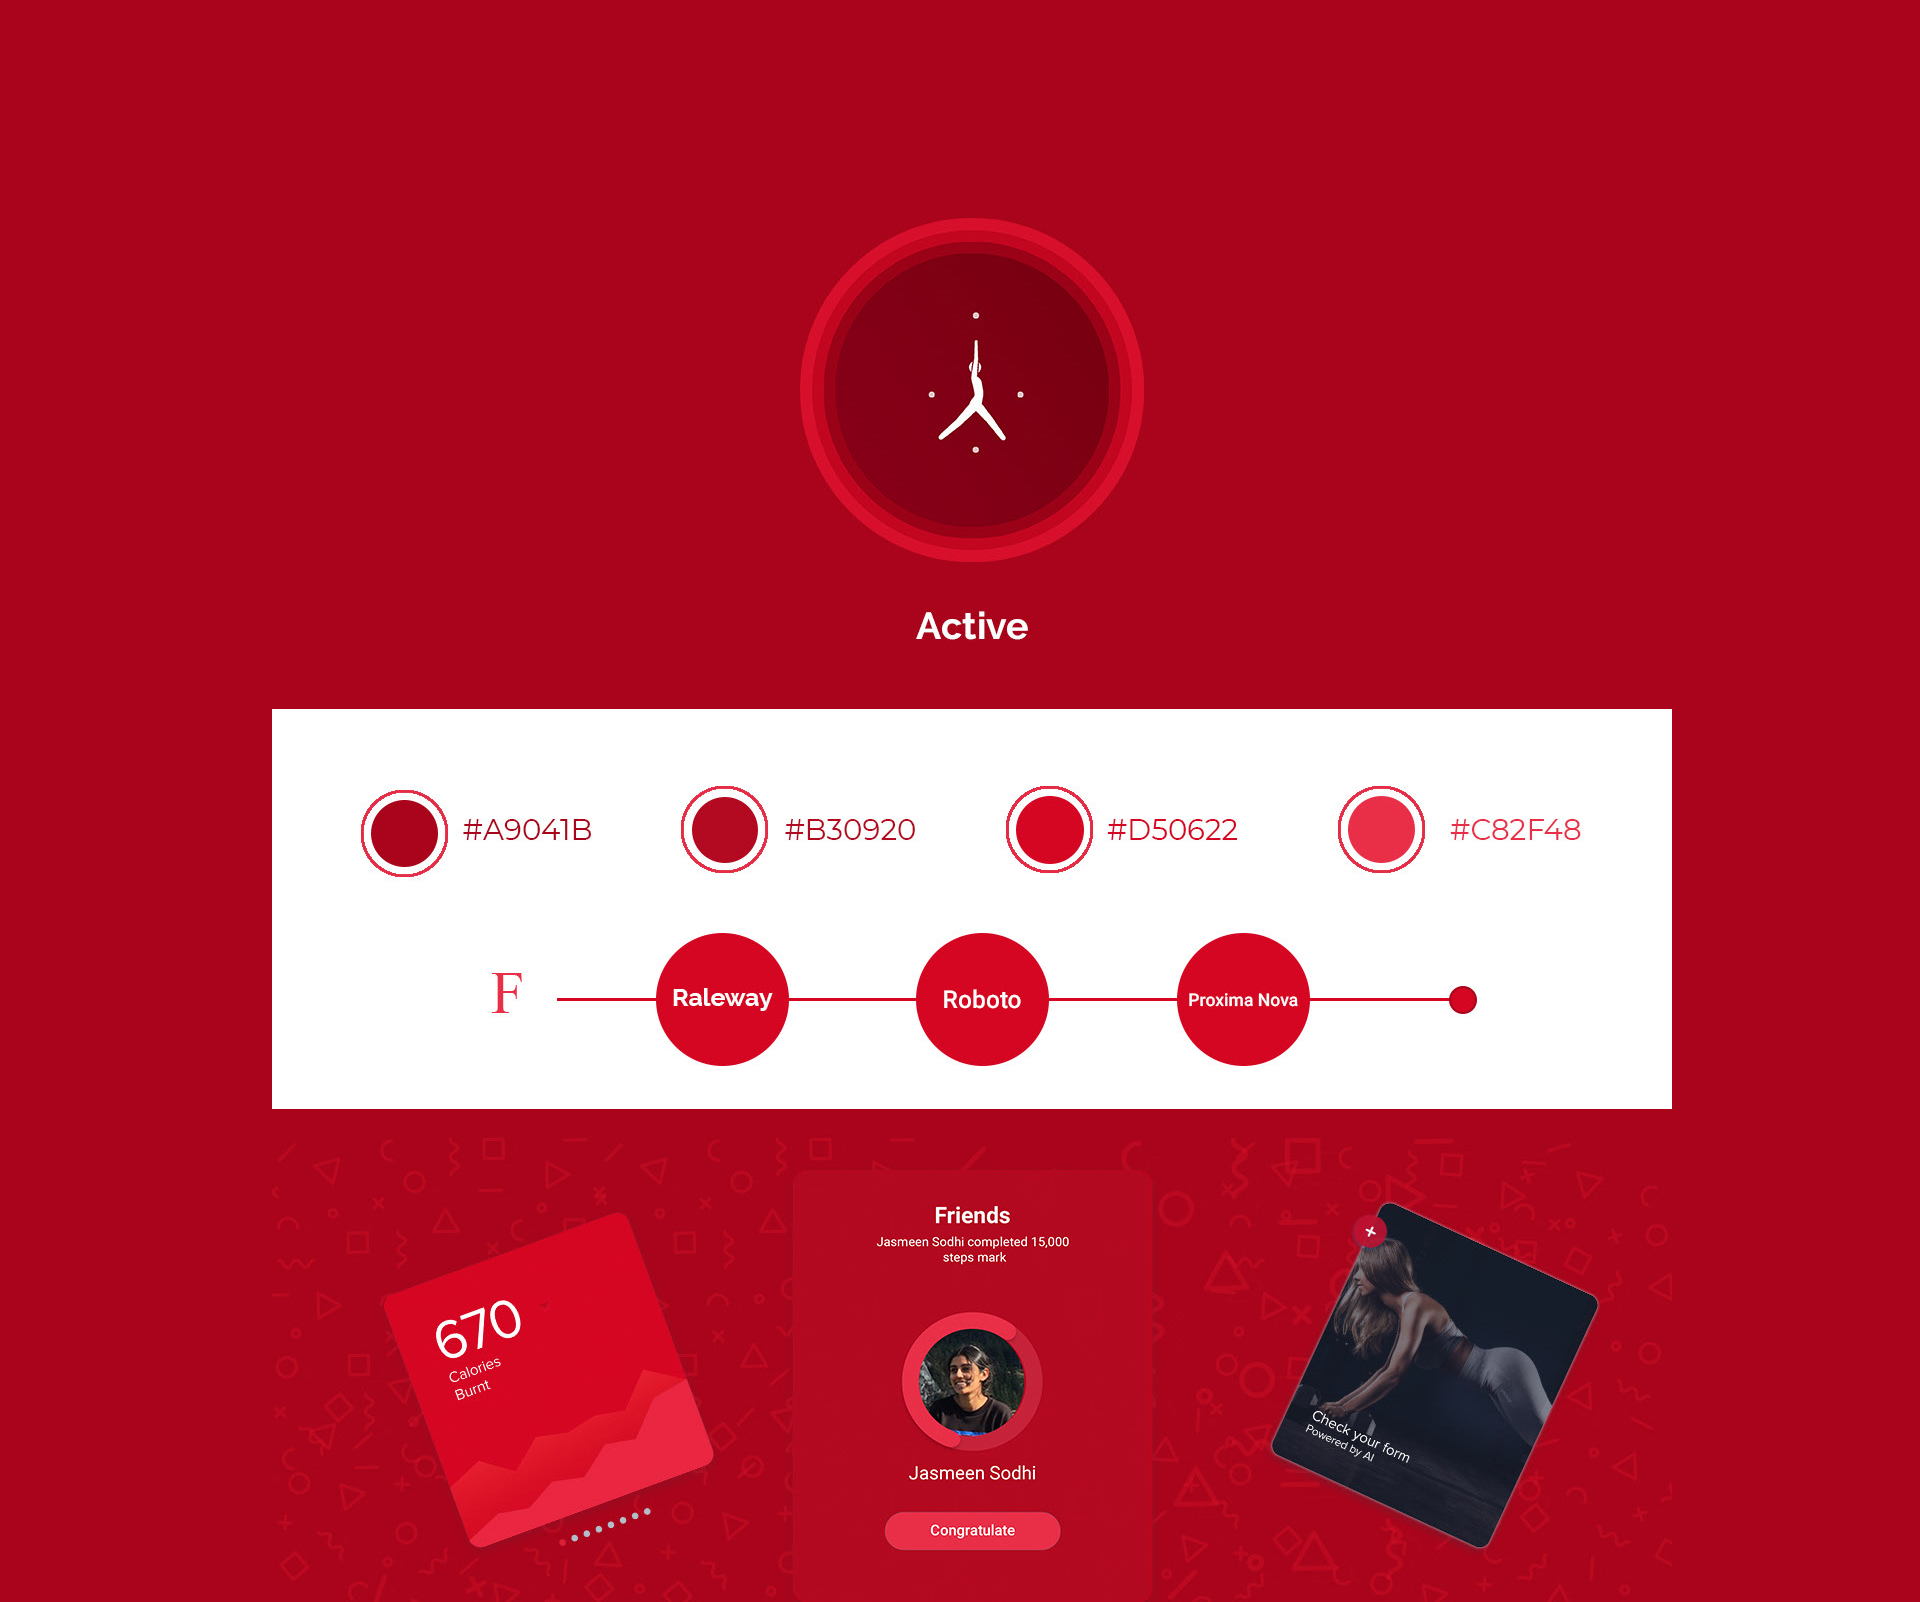 Active
#A9041B
#B30920
#D50622
#C82F48
F
Raleway
Roboto
Proxima Nova
670
Calories
Burnt
Friends
Jasmeen Sodhi completed 15,000
steps mark
Jasmeen Sodhi
Congratulate
Check your form
Powered by AI